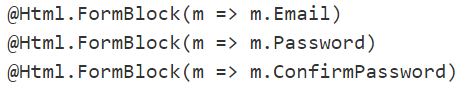 @Html.FormBlock(m => m.Email)
@Html.FormBlock(m => m.Password)
@Html.FormBlock(m => m.ConfirmPassword)